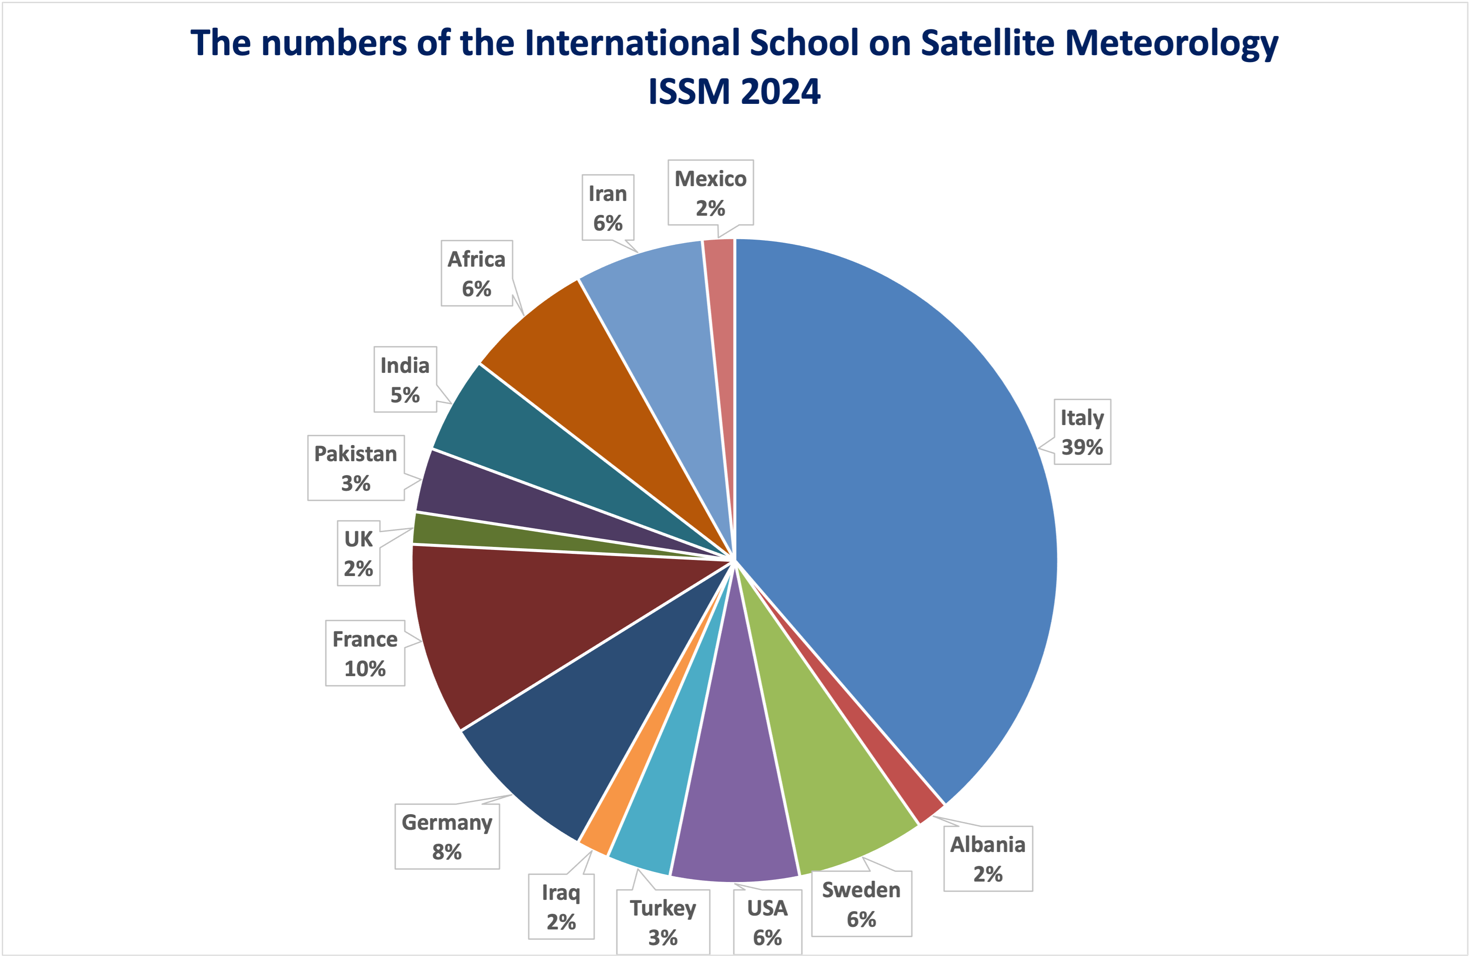 The numbers of the International School on Satellite Meteorology
ISSM 2024
Mexico
2%
Iran
6%
Africa
6%
India
5%
Pakistan
3%
UK
2%
France
10%
Germany
8%
Iraq
2%
Turkey
3%
USA
6%
Sweden
6%
Albania
2%
Italy
39%